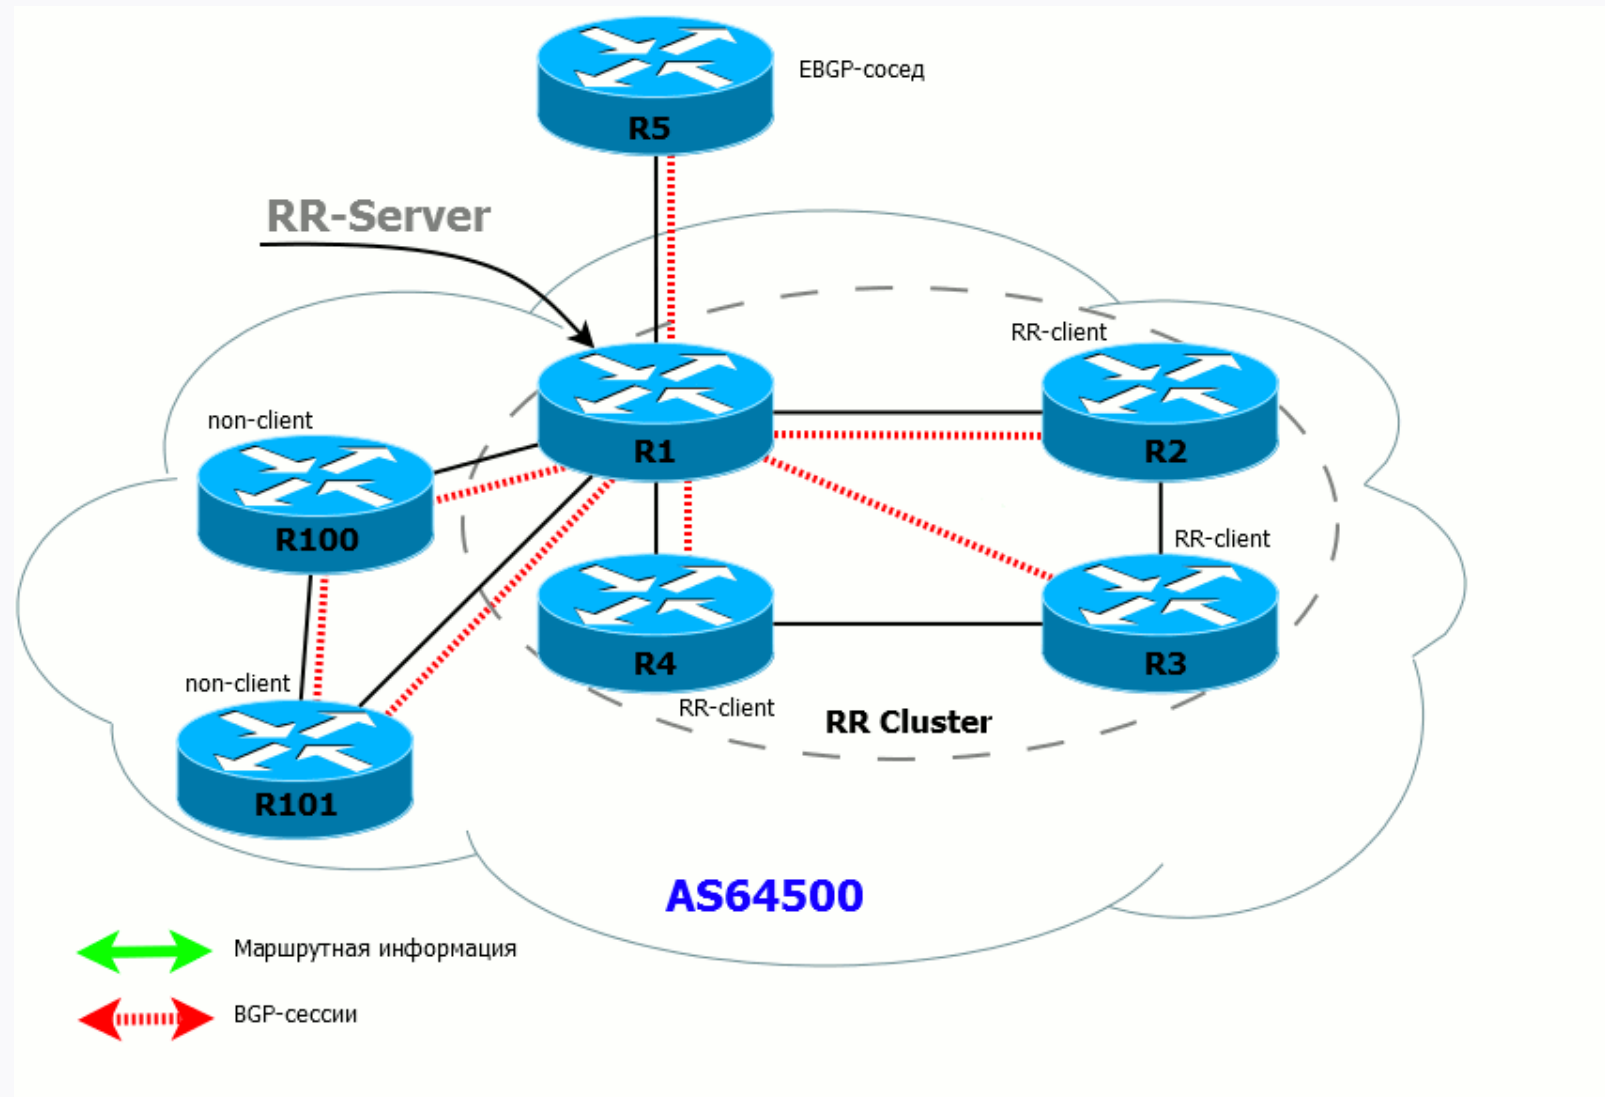 EBGP-сосед
R5
RR-Server
RR-client
non-client
R1
R2
R100
RR-client
R4
R3
non-client
RR-client
RR Cluster
R101
AS64500
Маршрутная информация
BGP-сессии